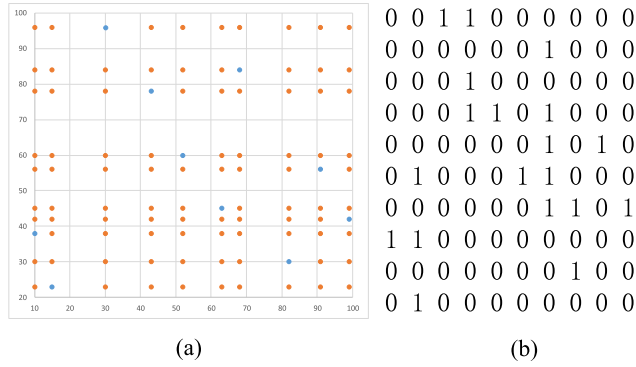 100
90
80
70
60
50
40
30
20
10 20 30 40 50 60 70 80 90 100
(a)
0 0 1 1 0 0 0 0 0 0
0 0 0 0 0 0 1 0 0 0
0 0 0 1 0 0 0 0 0 0
0 0 0 1 1 0 1 0 0 0
0 0 0 0 0 0 1 0 1 0
0 1 0 0 0 1 1 0 0 0
0 0 0 0 0 0 1 1 0 1
1 1 0 0 0 0 0 0 0 0
0 0 0 0 0 0 0 1 0 0
0 1 0 0 0 0 0 0 0 0
(b)